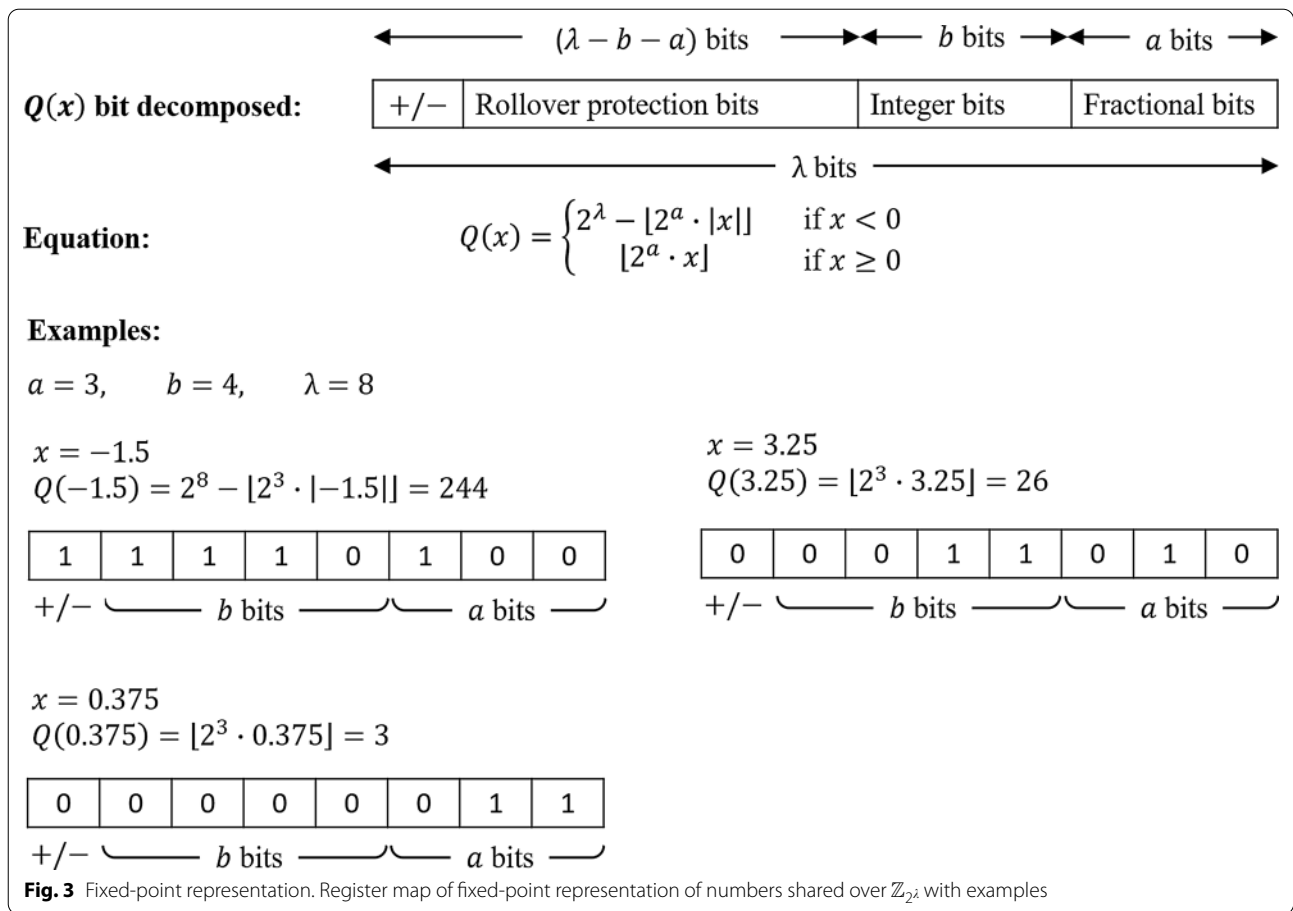 (λ − b − a) bits b bits a bits
Q(x) bit decomposed: +/− Rollover protection bits Integer bits Fractional bits
λ bits
Equation: Q(x) = { 2^λ − ⌊2^a · |x|⌋ if x < 0
⌊2^a · x⌋ if x ≥ 0
Examples:
a = 3, b = 4, λ = 8
x = −1.5
Q(−1.5) = 2^8 − ⌊2^3 · |−1.5|⌋ = 244
1 1 1 1 0 1 0 0
+/− b bits a bits
x = 3.25
Q(3.25) = ⌊2^3 · 3.25⌋ = 26
0 0 0 1 1 0 1 0
+/− b bits a bits
x = 0.375
Q(0.375) = ⌊2^3 · 0.375⌋ = 3
0 0 0 0 0 0 1 1
+/− b bits a bits
Fig. 3 Fixed-point representation. Register map of fixed-point representation of numbers shared over ℤ_2^λ with examples